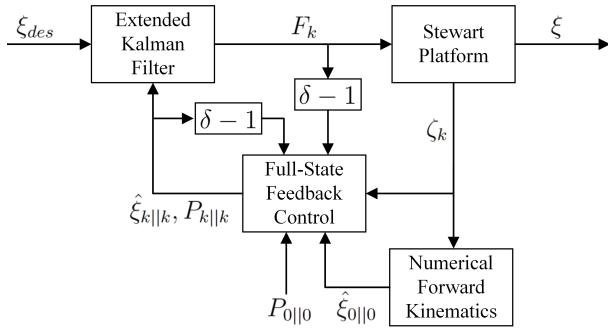 ξ_des
Extended
Kalman
Filter
F_k
Stewart
Platform
ξ
δ − 1
δ − 1
ζ_k
Full-State
Feedback
Control
ξ̂_{k||k}, P_{k||k}
Numerical
Forward
Kinematics
P_{0||0}
ξ̂_{0||0}